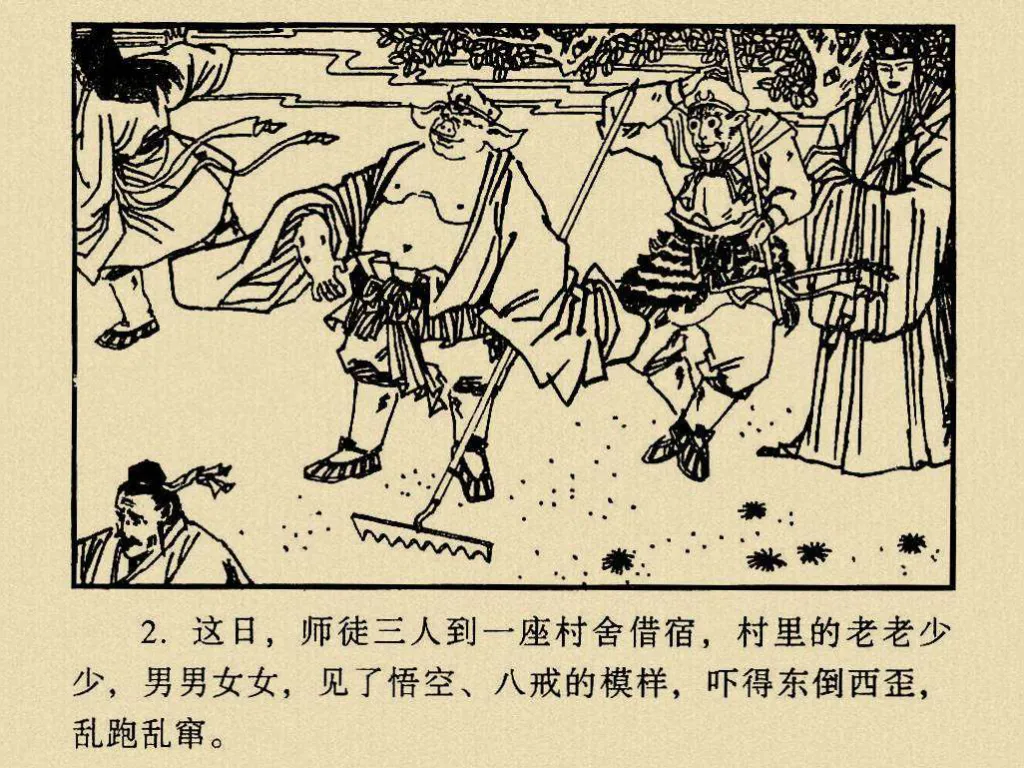 2. 这日，师徒三人到一座村舍借宿，村里的老老少
少，男男女女，见了悟空、八戒的模样，吓得东倒西歪，
乱跑乱窜。